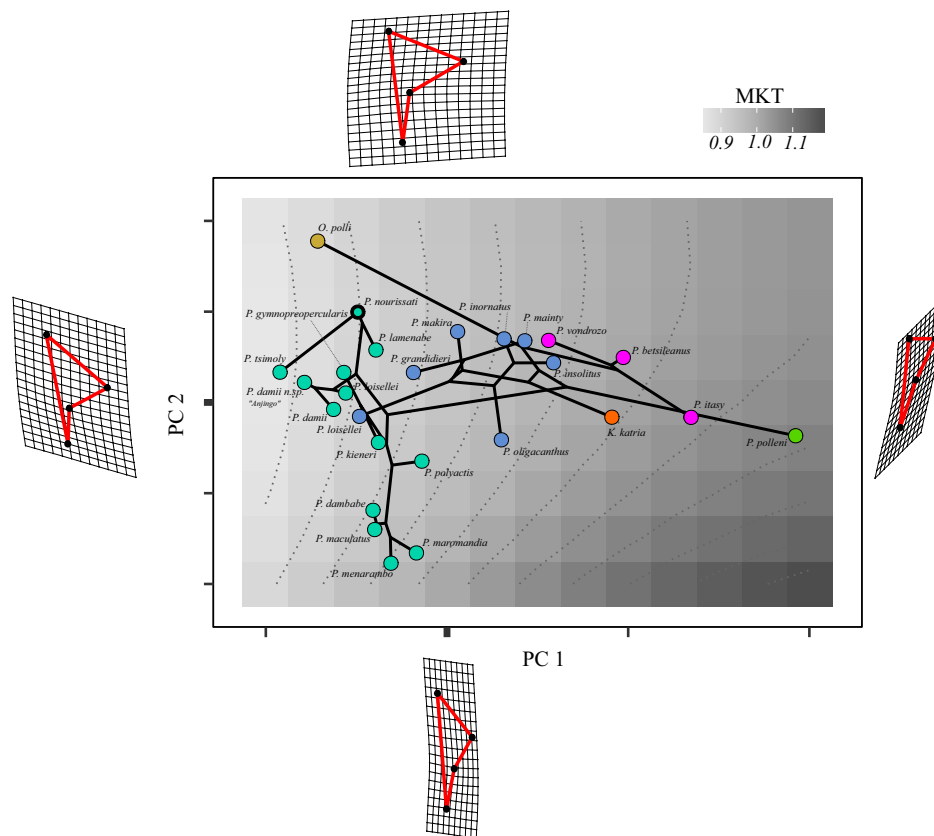 MKT
0.9 1.0 1.1
O. polli
P. nourissati
P. gymnopreopercularis
P. inornatus
P. makira
P. mainty
P. vondrozo
P. lamenabe
P. betsileanus
P. tsimoly
P. grandidieri
P. insolitus
P. damii n.sp.
"Anjingo"
P. loisellei
P. damii
P. loisellei
P. itasy
K. katria
P. polleni
P. kieneri
P. oligacanthus
P. polyactis
P. dambabe
P. maculatus
P. maromandia
P. menarambo
PC 2
PC 1